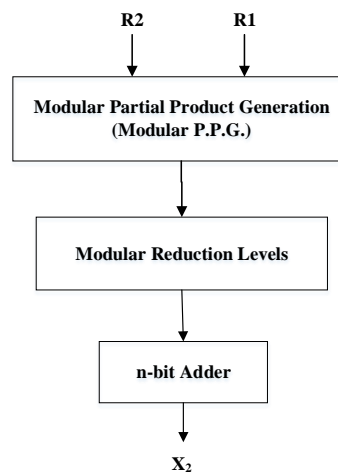 R2 R1
Modular Partial Product Generation
(Modular P.P.G.)
Modular Reduction Levels
n-bit Adder
X₂